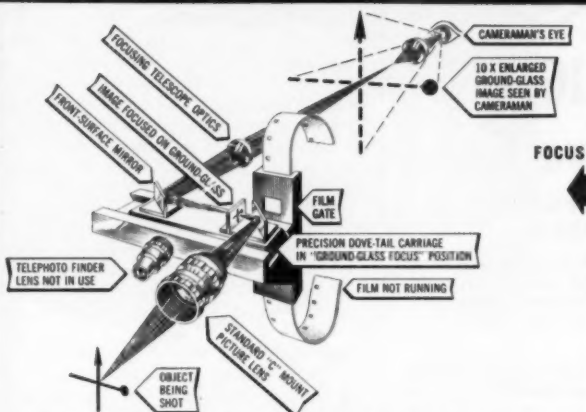 CAMERAMAN'S EYE
10 X ENLARGED
GROUND-GLASS
IMAGE SEEN BY
CAMERAMAN
FOCUSING TELESCOPE OPTICS
IMAGE FOCUSED ON GROUND-GLASS
FRONT-SURFACE MIRROR
FOCUS
FILM
GATE
PRECISION DOVE-TAIL CARRIAGE
IN "GROUND-GLASS FOCUS" POSITION
TELEPHOTO FINDER
LENS NOT IN USE
FILM NOT RUNNING
STANDARD "C" MOUNT
PICTURE LENS
OBJECT
BEING
SHOT